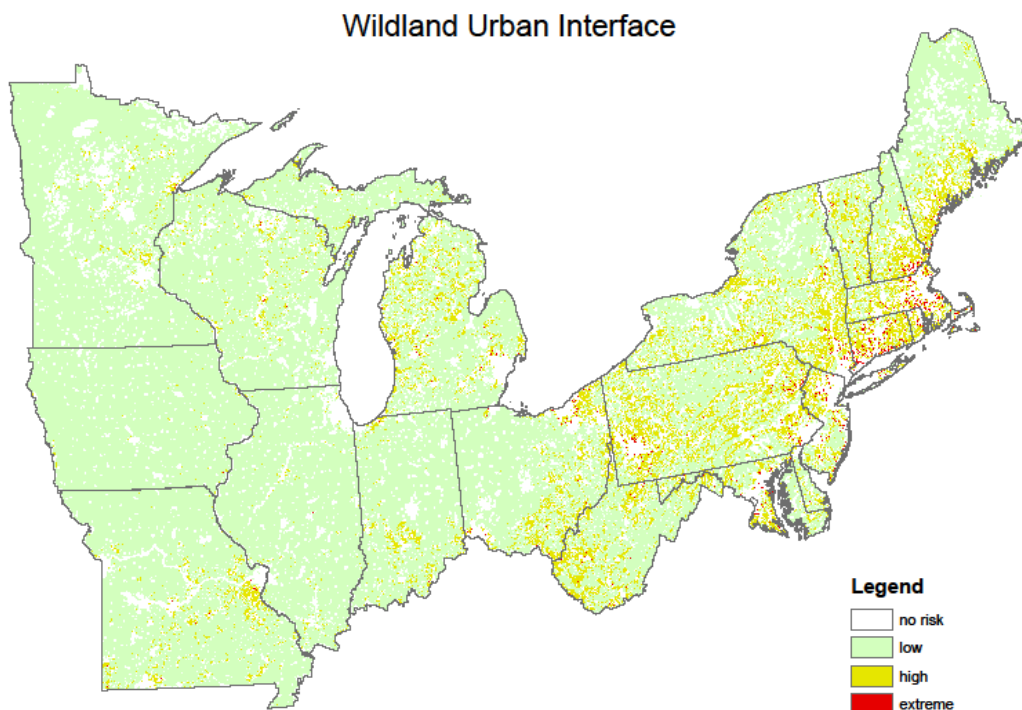 Wildland Urban Interface
Legend
no risk
low
high
extreme